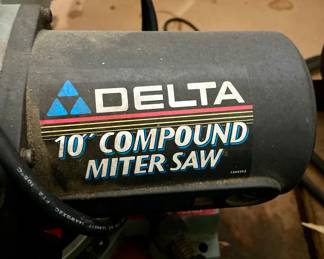 DELTA
10" COMPOUND
MITER SAW